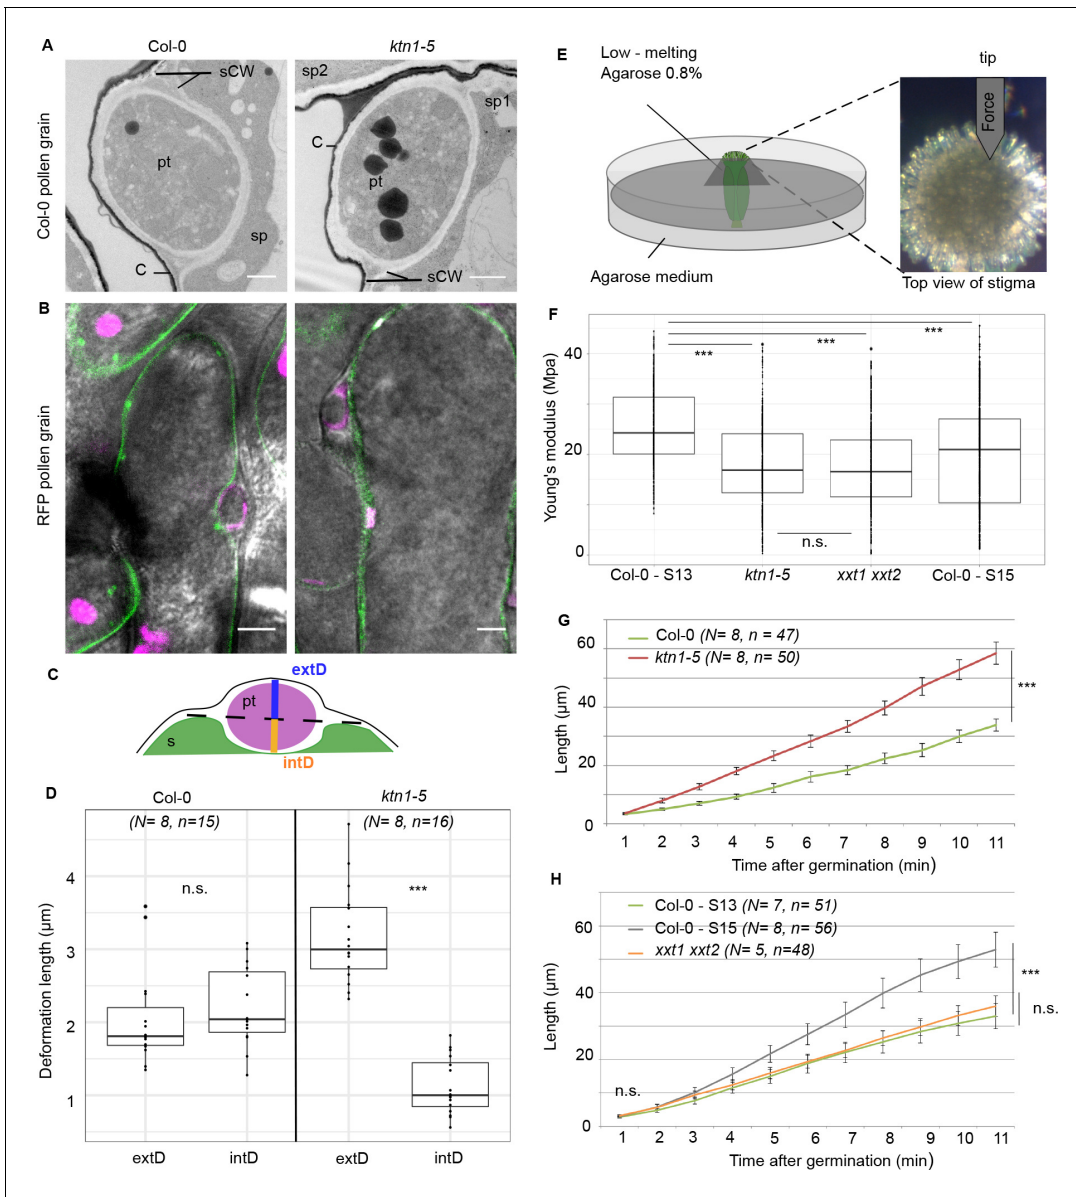 A
Col-0
ktn1-5
Col-0 pollen grain
sCW
pt
sp
C
sp2
sp1
C
pt
sCW
B
RFP pollen grain
C
extD
pt
s
intD
D
Col-0
ktn1-5
(N= 8, n=15)
(N= 8, n=16)
Deformation length (µm)
4
3
2
1
n.s.
***
extD
intD
extD
intD
E
Low - melting
Agarose 0.8%
tip
Force
Agarose medium
Top view of stigma
F
Young's modulus (Mpa)
40
20
0
***
***
***
n.s.
Col-0 - S13
ktn1-5
xxt1 xxt2
Col-0 - S15
G
Length (µm)
60
40
20
0
Col-0 (N= 8, n = 47)
ktn1-5 (N= 8, n= 50)
***
1 2 3 4 5 6 7 8 9 10 11
Time after germination (min)
H
Length (µm)
60
40
20
0
Col-0 - S13 (N= 7, n= 51)
Col-0 - S15 (N= 8, n= 56)
xxt1 xxt2 (N= 5, n=48)
***
n.s.
n.s.
1 2 3 4 5 6 7 8 9 10 11
Time after germination (min)